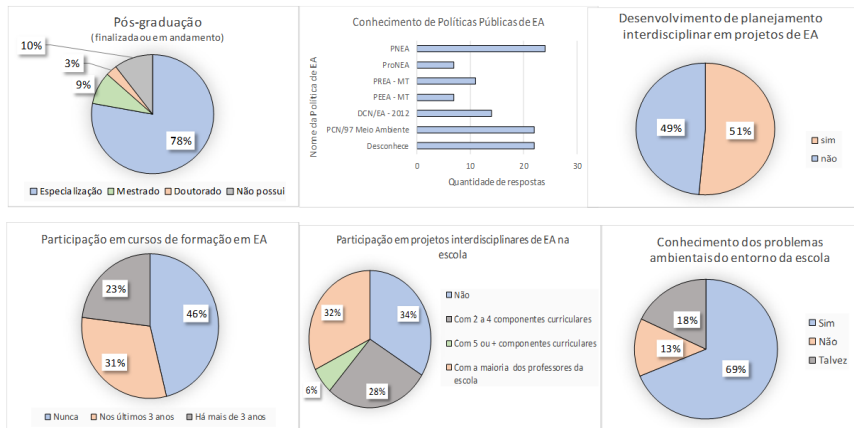 Pós-graduação
(finalizada ou em andamento)
10%
3%
9%
78%
Especialização Mestrado Doutorado Não possui
Conhecimento de Políticas Públicas de EA
Nome da Política de EA
PNEA
ProNEA
PREA - MT
PEEA - MT
DCN/EA - 2012
PCN/97 Meio Ambiente
Desconhece
0 10 20 30
Quantidade de respostas
Desenvolvimento de planejamento
interdisciplinar em projetos de EA
49%
51%
sim
não
Participação em cursos de formação em EA
23%
46%
31%
Nunca Nos últimos 3 anos Há mais de 3 anos
Participação em projetos interdisciplinares de EA na
escola
32%
34%
6%
28%
Não
Com 2 a 4 componentes curriculares
Com 5 ou + componentes curriculares
Com a maioria dos professores da
escola
Conhecimento dos problemas
ambientais do entorno da escola
18%
13%
69%
Sim
Não
Talvez